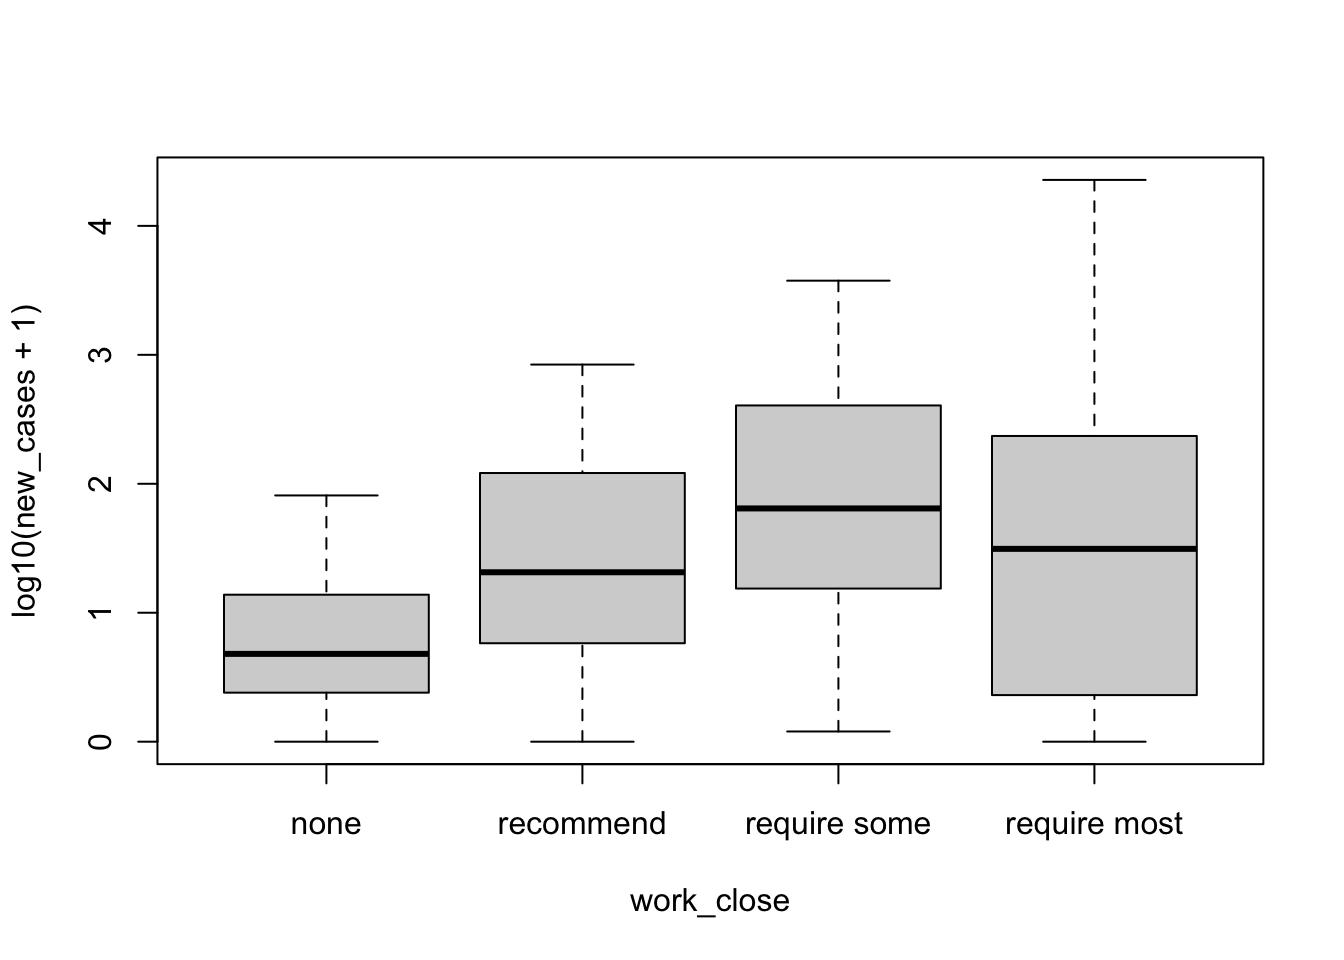 log10(new_cases + 1)
4
3
2
1
0
none recommend require some require most
work_close